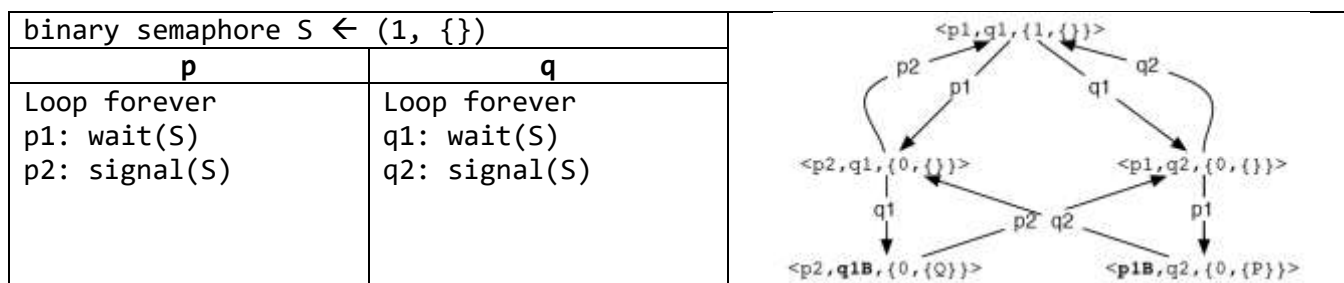 binary semaphore S ← (1, {})
p
q
Loop forever
p1: wait(S)
p2: signal(S)
Loop forever
q1: wait(S)
q2: signal(S)
<p1,q1,{1,{}}>
p2
p1
q1
q2
<p2,q1,{0,{}}>
<p1,q2,{0,{}}>
q1
p2
q2
p1
<p2,q1B,{0,{Q}}>
<p1B,q2,{0,{P}}>